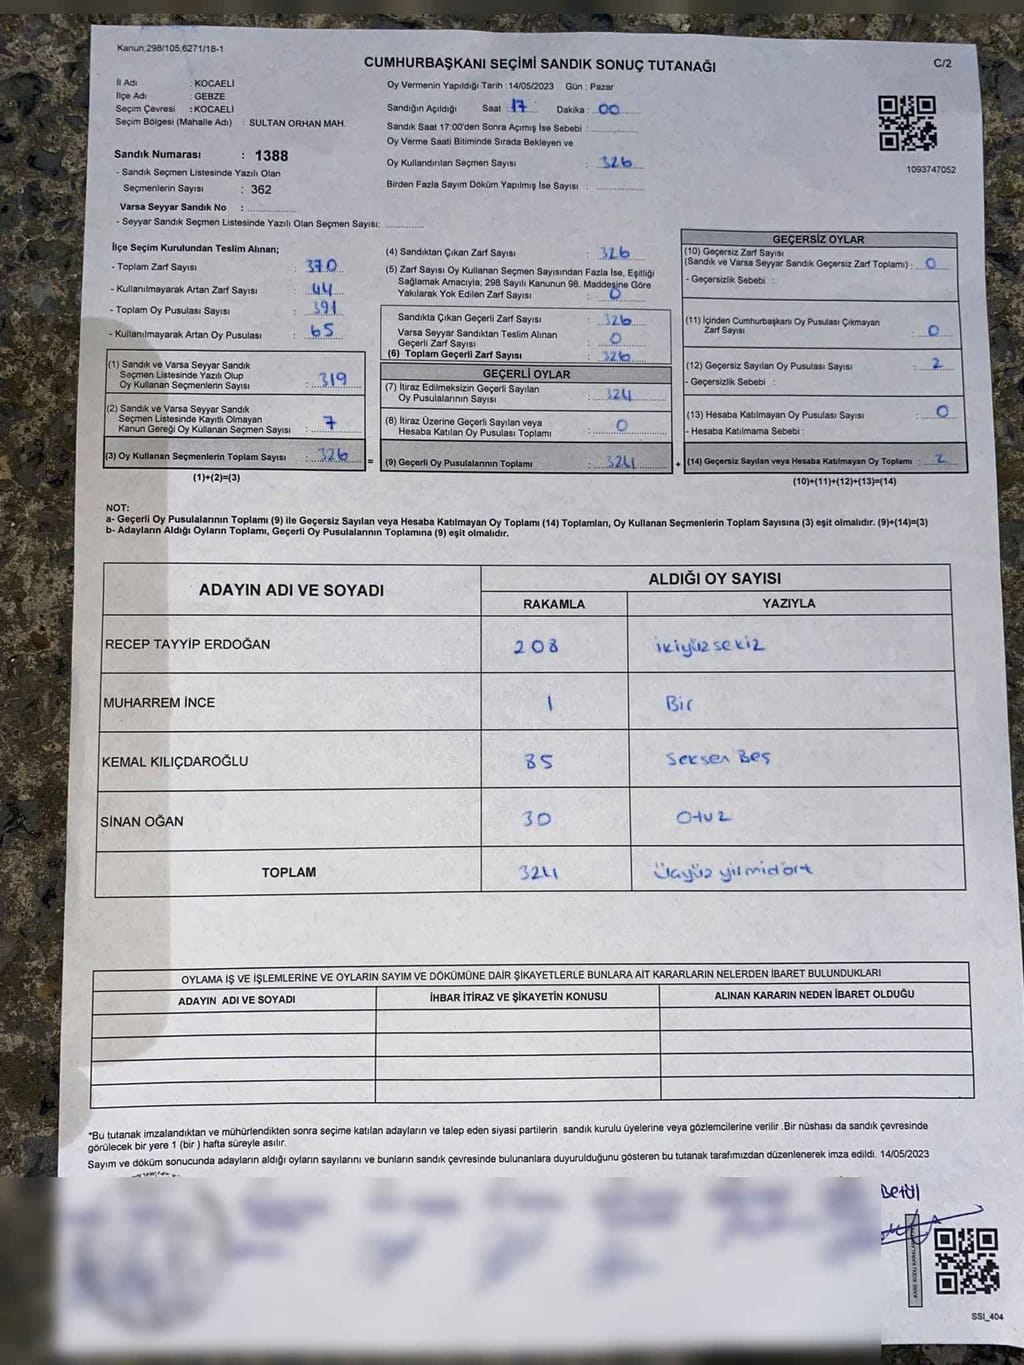 Kanun:298/105;6271/18-1
CUMHURBAŞKANI SEÇİMİ SANDIK SONUÇ TUTANAĞI
C/2
İl Adı : KOCAELİ
İlçe Adı : GEBZE
Seçim Çevresi : KOCAELİ
Seçim Bölgesi (Mahalle Adı) : SULTAN ORHAN MAH.
Sandık Numarası : 1388
- Sandık Seçmen Listesinde Yazılı Olan
Seçmenlerin Sayısı : 362
Varsa Seyyar Sandık No :
- Seyyar Sandık Seçmen Listesinde Yazılı Olan Seçmen Sayısı:
Oy Vermenin Yapıldığı Tarih :14/05/2023 Gün : Pazar
Sandığın Açıldığı Saat : 17 Dakika : 00
Sandık Saat 17:00'den Sonra Açımış İse Sebebi :
Oy Verme Saati Bitiminde Sırada Bekleyen ve
Oy Kullandırılan Seçmen Sayısı : 326
Birden Fazla Sayım Döküm Yapılmış İse Sayısı :
1093747052
İlçe Seçim Kurulundan Teslim Alınan;
- Toplam Zarf Sayısı : 370
- Kullanılmayarak Artan Zarf Sayısı : 44
- Toplam Oy Pusulası Sayısı : 391
- Kullanılmayarak Artan Oy Pusulası : 65
(1) Sandık ve Varsa Seyyar Sandık
Seçmen Listesinde Yazılı Olup
Oy Kullanan Seçmenlerin Sayısı : 319
(2) Sandık ve Varsa Seyyar Sandık
Seçmen Listesinde Kayıtlı Olmayan
Kanun Gereği Oy Kullanan Seçmen Sayısı : 7
(3) Oy Kullanan Seçmenlerin Toplam Sayısı : 326
(1)+(2)=(3)
(4) Sandıktan Çıkan Zarf Sayısı : 326
(5) Zarf Sayısı Oy Kullanan Seçmen Sayısından Fazla İse, Eşitliği
Sağlamak Amacıyla; 298 Sayılı Kanunun 98. Maddesine Göre
Yakılarak Yok Edilen Zarf Sayısı : 0
Sandıkta Çıkan Geçerli Zarf Sayısı : 326
Varsa Seyyar Sandıktan Teslim Alınan
Geçerli Zarf Sayısı : 0
(6) Toplam Geçerli Zarf Sayısı : 326
GEÇERLİ OYLAR
(7) İtiraz Edilmeksizin Geçerli Sayılan
Oy Pusulalarının Sayısı : 324
(8) İtiraz Üzerine Geçerli Sayılan veya
Hesaba Katılan Oy Pusulası Toplamı : 0
= (9) Geçerli Oy Pusulalarının Toplamı : 324
GEÇERSİZ OYLAR
(10) Geçersiz Zarf Sayısı
(Sandık ve Varsa Seyyar Sandık Geçersiz Zarf Toplamı) : 0
- Geçersizlik Sebebi :
(11) İçinden Cumhurbaşkanı Oy Pusulası Çıkmayan
Zarf Sayısı : 0
(12) Geçersiz Sayılan Oy Pusulası Sayısı : 2
- Geçersizlik Sebebi :
(13) Hesaba Katılmayan Oy Pusulası Sayısı : 0
- Hesaba Katılmama Sebebi :
+ (14) Geçersiz Sayılan veya Hesaba Katılmayan Oy Toplamı : 2
(10)+(11)+(12)+(13)=(14)
NOT:
a- Geçerli Oy Pusulalarının Toplamı (9) ile Geçersiz Sayılan veya Hesaba Katılmayan Oy Toplamı (14) Toplamları, Oy Kullanan Seçmenlerin Toplam Sayısına (3) eşit olmalıdır. (9)+(14)=(3)
b- Adayların Aldığı Oyların Toplamı, Geçerli Oy Pusulalarının Toplamına (9) eşit olmalıdır.
ADAYIN ADI VE SOYADI
ALDIĞI OY SAYISI
RAKAMLA YAZIYLA
RECEP TAYYİP ERDOĞAN 208 ikiyüzsekiz
MUHARREM İNCE 1 Bir
KEMAL KILIÇDAROĞLU 85 Seksen Beş
SİNAN OĞAN 30 Otuz
TOPLAM 324 Üçyüz yirmidört
OYLAMA İŞ VE İŞLEMLERİNE VE OYLARIN SAYIM VE DÖKÜMÜNE DAİR ŞİKAYETLERLE BUNLARA AİT KARARLARIN NELERDEN İBARET BULUNDUKLARI
ADAYIN ADI VE SOYADI İHBAR İTİRAZ VE ŞİKAYETİN KONUSU ALINAN KARARIN NEDEN İBARET OLDUĞU
*Bu tutanak imzalandıktan ve mühürlendikten sonra seçime katılan adayların ve talep eden siyasi partilerin sandık kurulu üyelerine veya gözlemcilerine verilir .Bir nüshası da sandık çevresinde
görülecek bir yere 1 (bir ) hafta süreyle asılır.
Sayım ve döküm sonucunda adayların aldığı oyların sayılarını ve bunların sandık çevresinde bulunanlara duyurulduğunu gösteren bu tutanak tarafımızdan düzenlenerek imza edildi. 14/05/2023
Betül
SSI_404